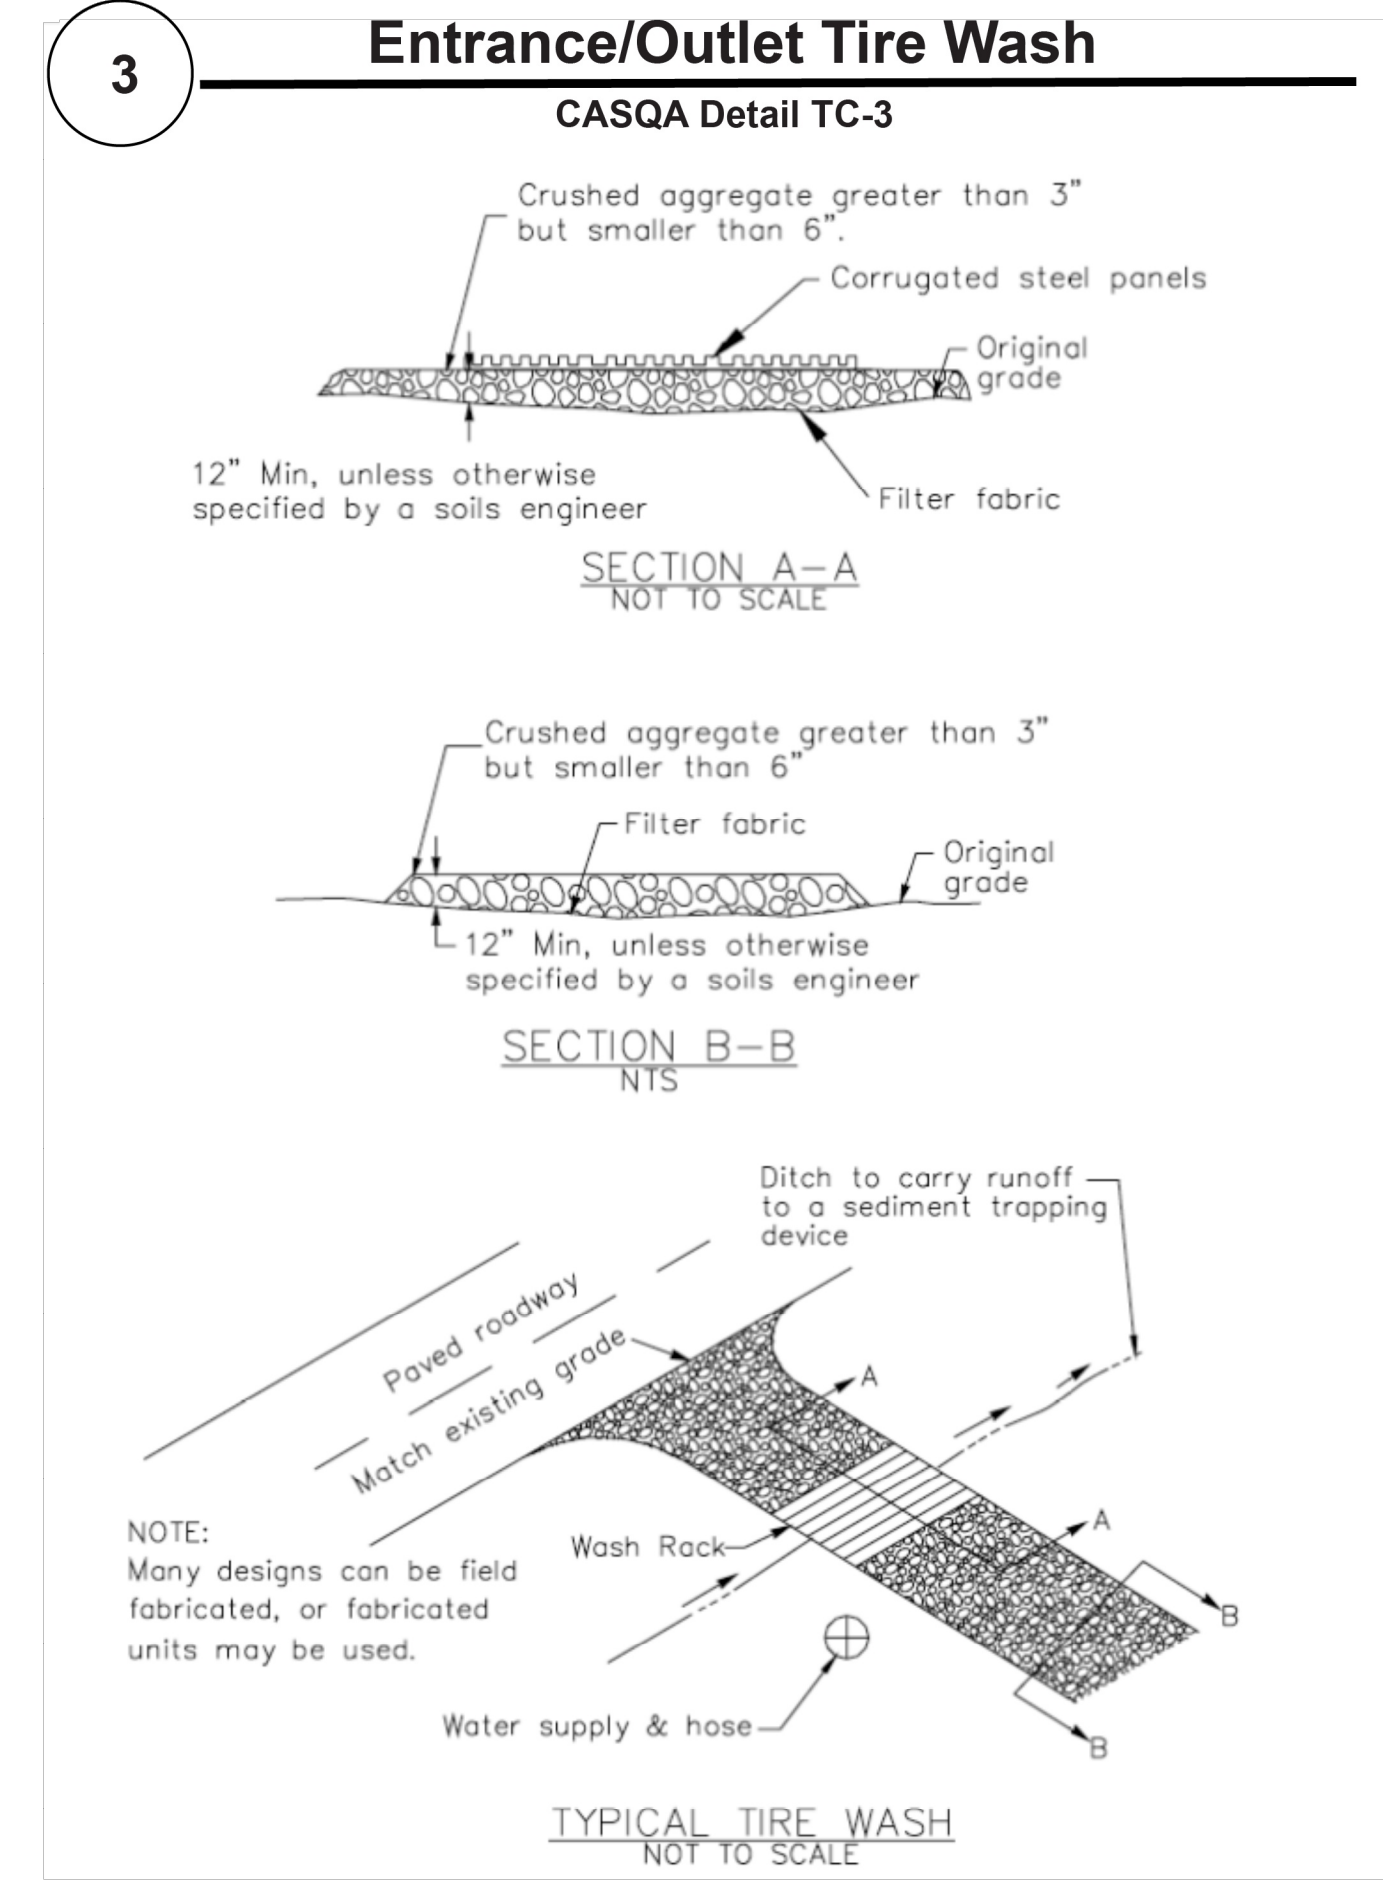 3
Entrance/Outlet Tire Wash
CASQA Detail TC-3
Crushed aggregate greater than 3”
but smaller than 6”.
Corrugated steel panels
Original
grade
12” Min, unless otherwise
specified by a soils engineer
Filter fabric
SECTION A–A
NOT TO SCALE
Crushed aggregate greater than 3”
but smaller than 6”
Filter fabric
Original
grade
12” Min, unless otherwise
specified by a soils engineer
SECTION B–B
NTS
Ditch to carry runoff
to a sediment trapping
device
Paved roadway
Match existing grade
A
A
Wash Rack
B
B
NOTE:
Many designs can be field
fabricated, or fabricated
units may be used.
Water supply & hose
TYPICAL TIRE WASH
NOT TO SCALE